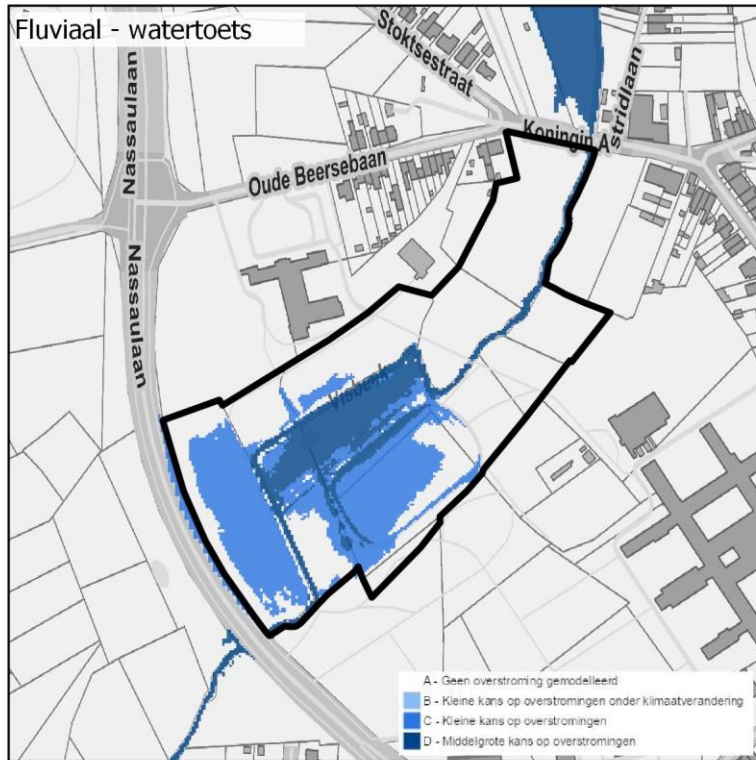 Fluviaal - watertoets
Nassaulaan
Stoktsestraat
Koningin Astridlaan
Oude Beersebaan
Nassaulaan
Visbeek
A - Geen overstroming gemodelleerd
B - Kleine kans op overstromingen onder klimaatverandering
C - Kleine kans op overstromingen
D - Middelgrote kans op overstromingen